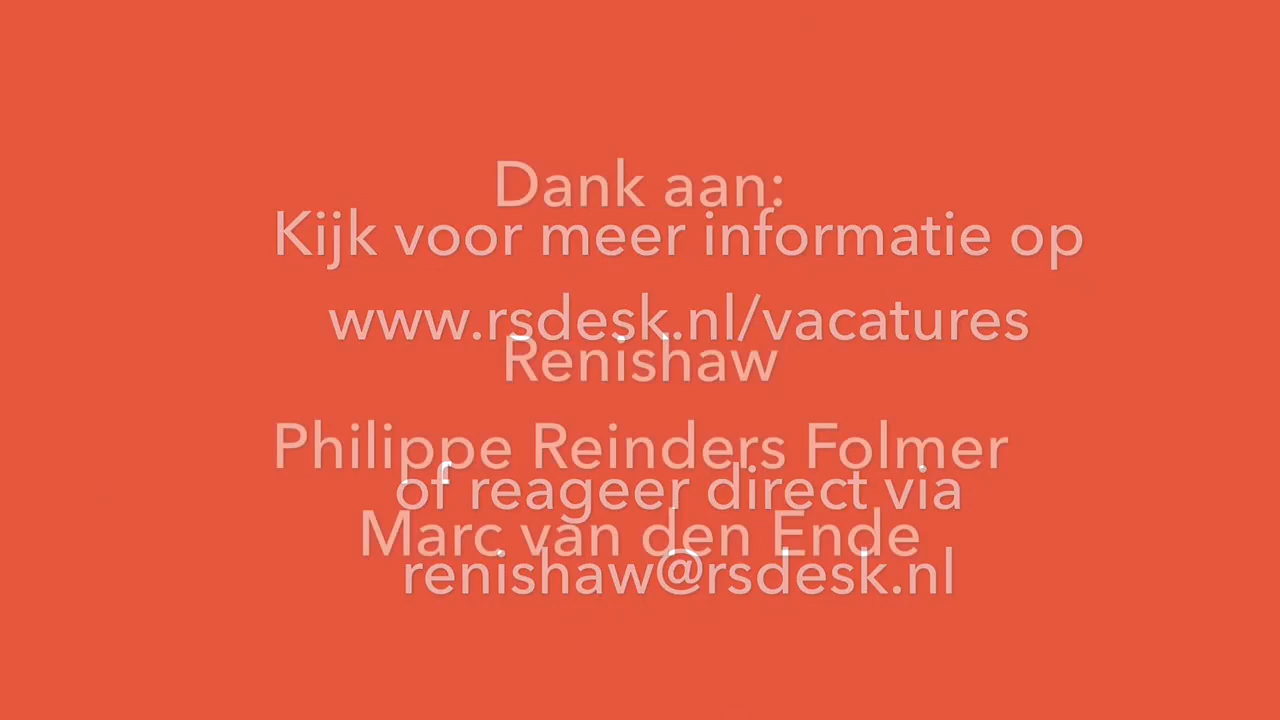 Dank aan:
Kijk voor meer informatie op
www.rsdesk.nl/vacatures
Renishaw
Philippe Reinders Folmer
of reageer direct via
Marc van den Ende
renishaw@rsdesk.nl